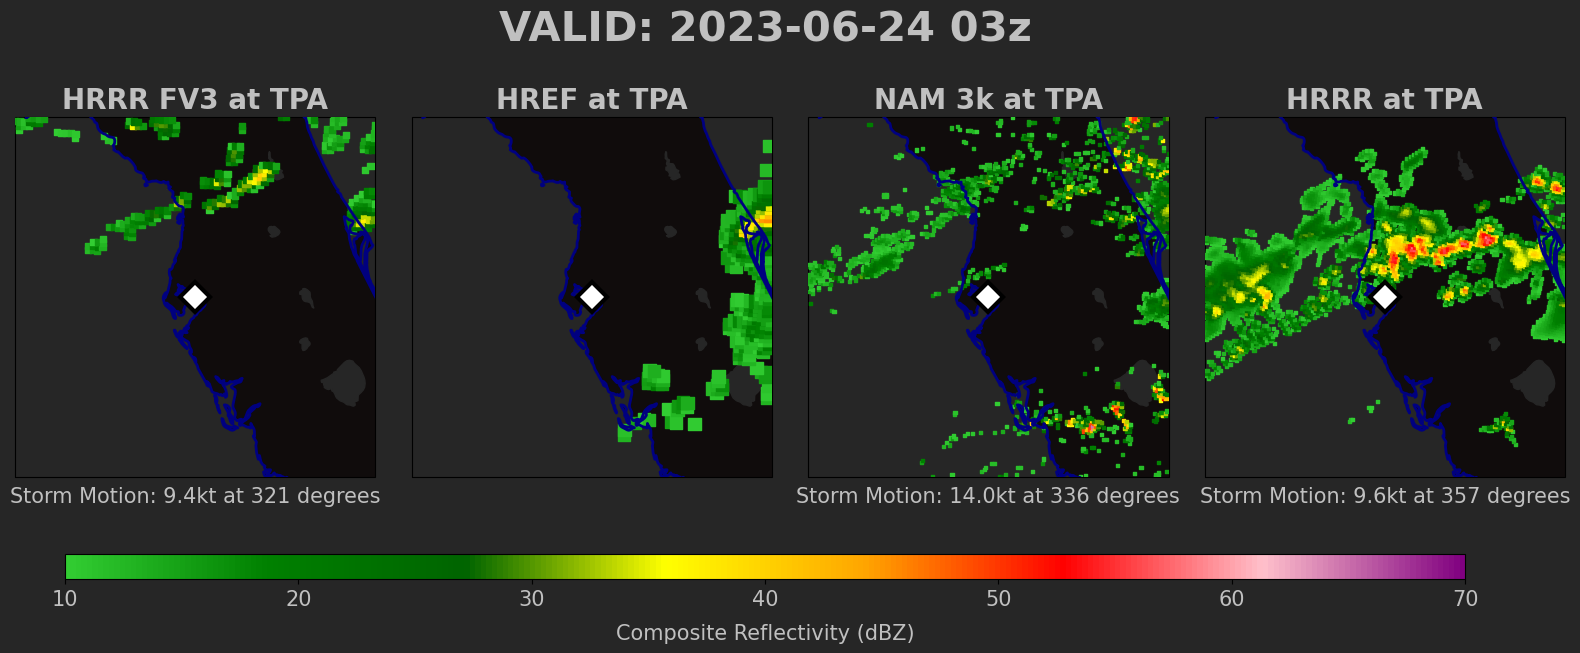 VALID: 2023-06-24 03z
HRRR FV3 at TPA
HREF at TPA
NAM 3k at TPA
HRRR at TPA
Storm Motion: 9.4kt at 321 degrees
Storm Motion: 14.0kt at 336 degrees
Storm Motion: 9.6kt at 357 degrees
10 20 30 40 50 60 70
Composite Reflectivity (dBZ)